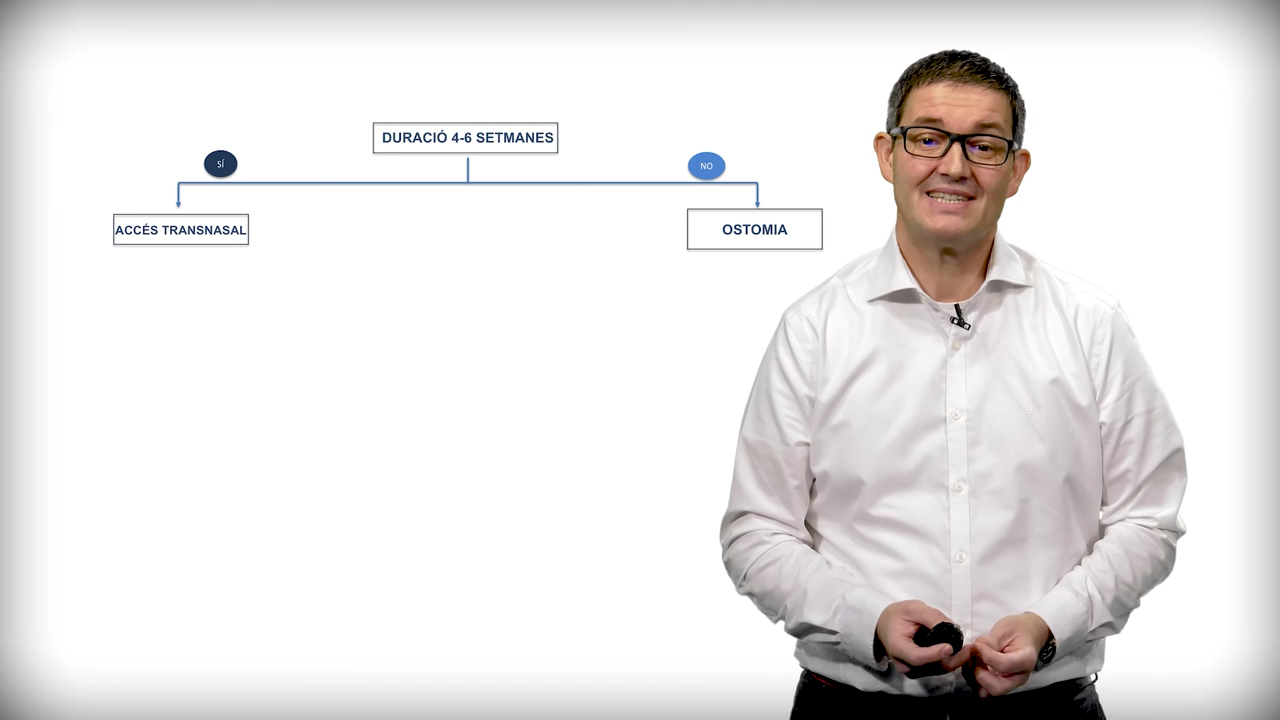 DURACIÓ 4-6 SETMANES
SÍ
NO
ACCÉS TRANSNASAL
OSTOMIA